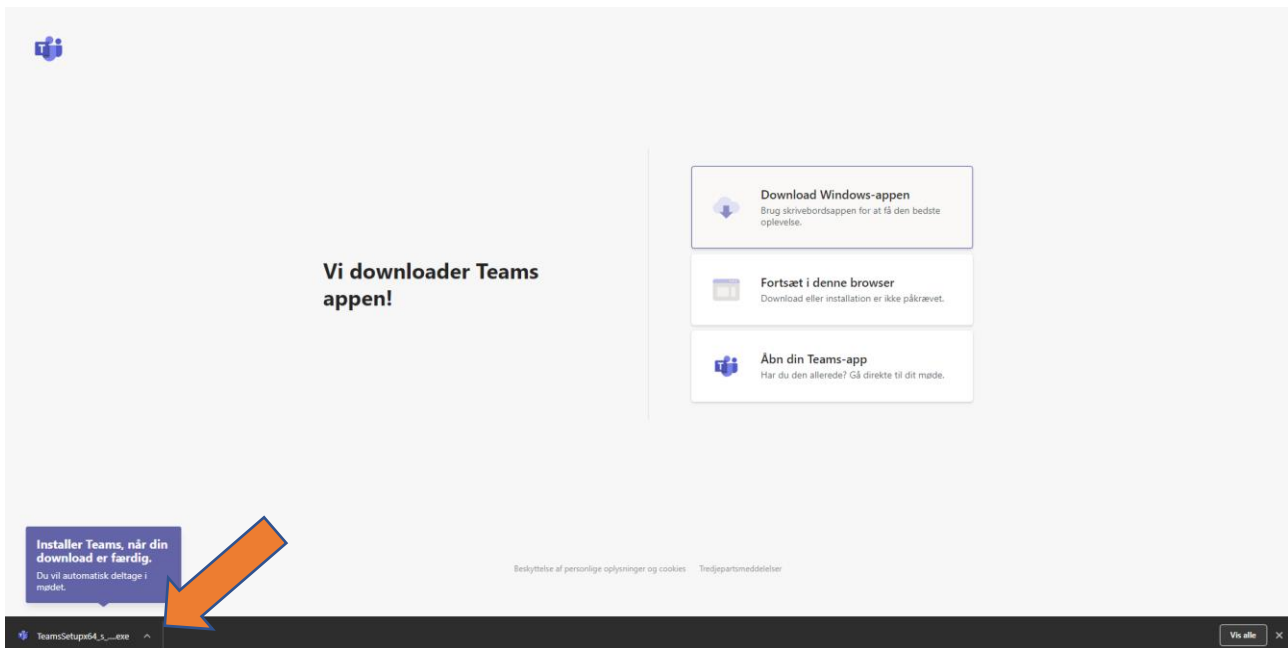 Vi downloader Teams
appen!
Download Windows-appen
Brug skrivebordsappen for at få den bedste
oplevelse.
Fortsæt i denne browser
Download eller installation er ikke påkrævet.
Åbn din Teams-app
Har du den allerede? Gå direkte til dit møde.
Installer Teams, når din
download er færdig.
Du vil automatisk deltage i
mødet.
Beskyttelse af personlige oplysninger og cookies Tredjepartsmeddelelser
TeamsSetupx64_s_....exe
Vis alle